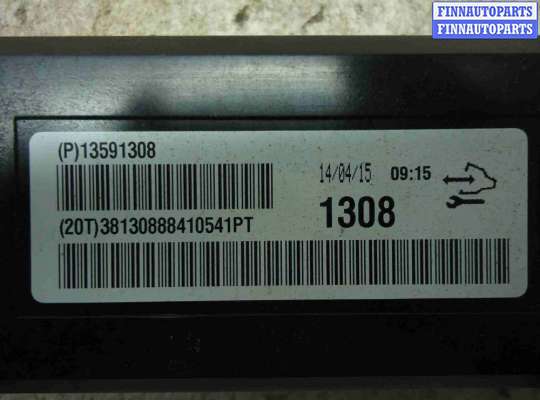 FINNAUTOPARTS
FINNAUTOPARTS
(P)13591308
14/04/15 09:15
1308
(20T)38130888410541PT